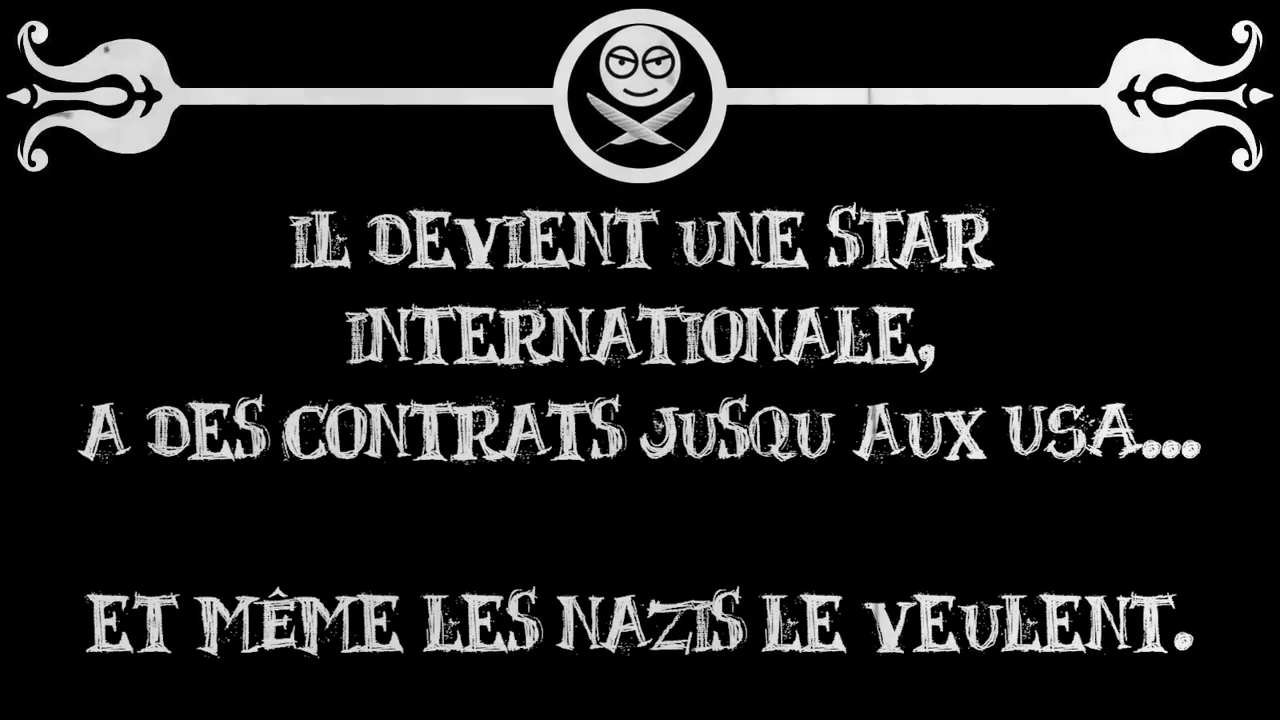 IL DEVIENT UNE STAR
INTERNATIONALE,
A DES CONTRATS JUSQU AUX USA...
ET MÊME LES NAZIS LE VEULENT.